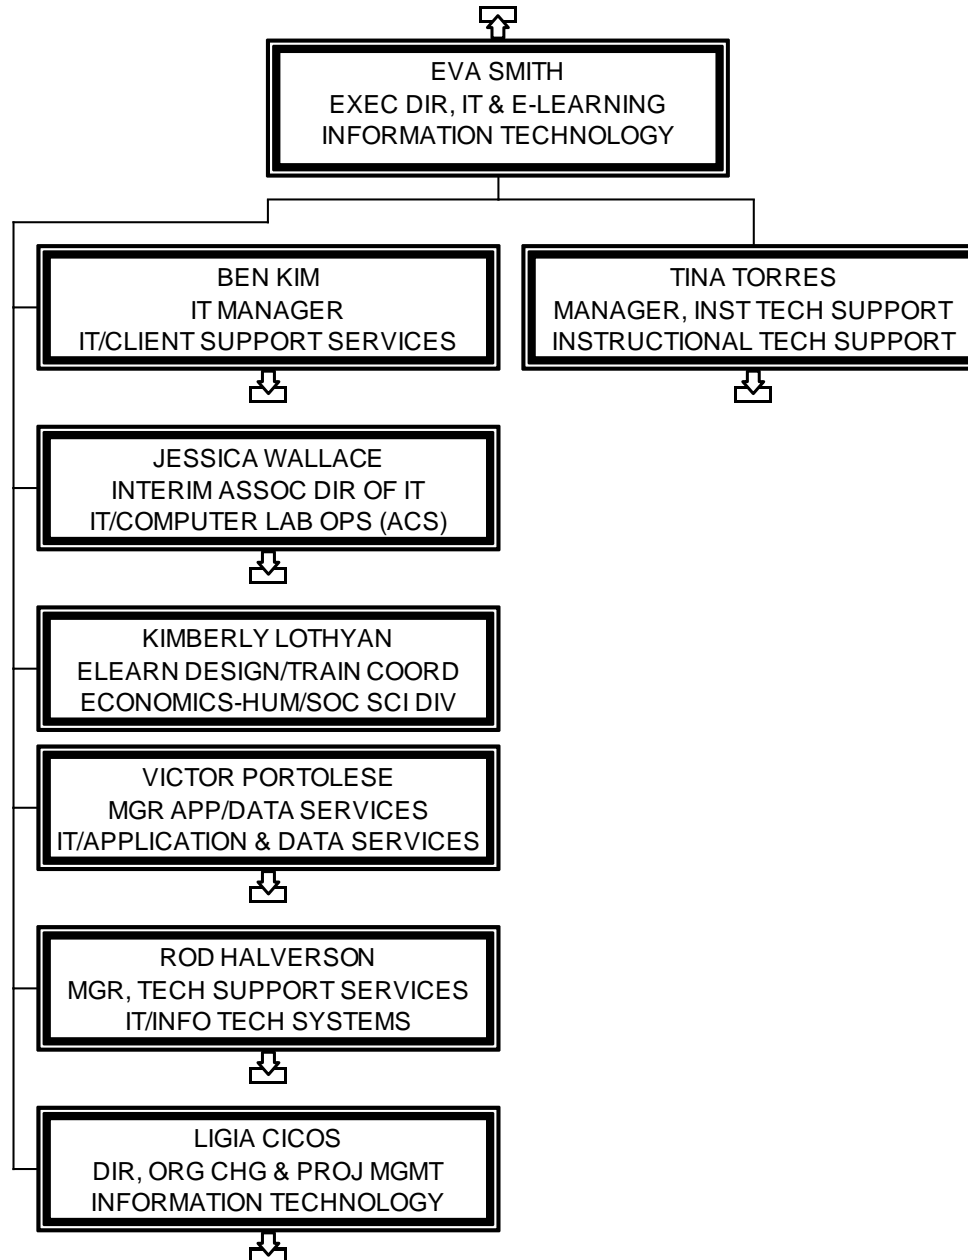 EVA SMITH
EXEC DIR, IT & E-LEARNING
INFORMATION TECHNOLOGY
BEN KIM
IT MANAGER
IT/CLIENT SUPPORT SERVICES
TINA TORRES
MANAGER, INST TECH SUPPORT
INSTRUCTIONAL TECH SUPPORT
JESSICA WALLACE
INTERIM ASSOC DIR OF IT
IT/COMPUTER LAB OPS (ACS)
KIMBERLY LOTHYAN
ELEARN DESIGN/TRAIN COORD
ECONOMICS-HUM/SOC SCI DIV
VICTOR PORTOLESE
MGR APP/DATA SERVICES
IT/APPLICATION & DATA SERVICES
ROD HALVERSON
MGR, TECH SUPPORT SERVICES
IT/INFO TECH SYSTEMS
LIGIA CICOS
DIR, ORG CHG & PROJ MGMT
INFORMATION TECHNOLOGY